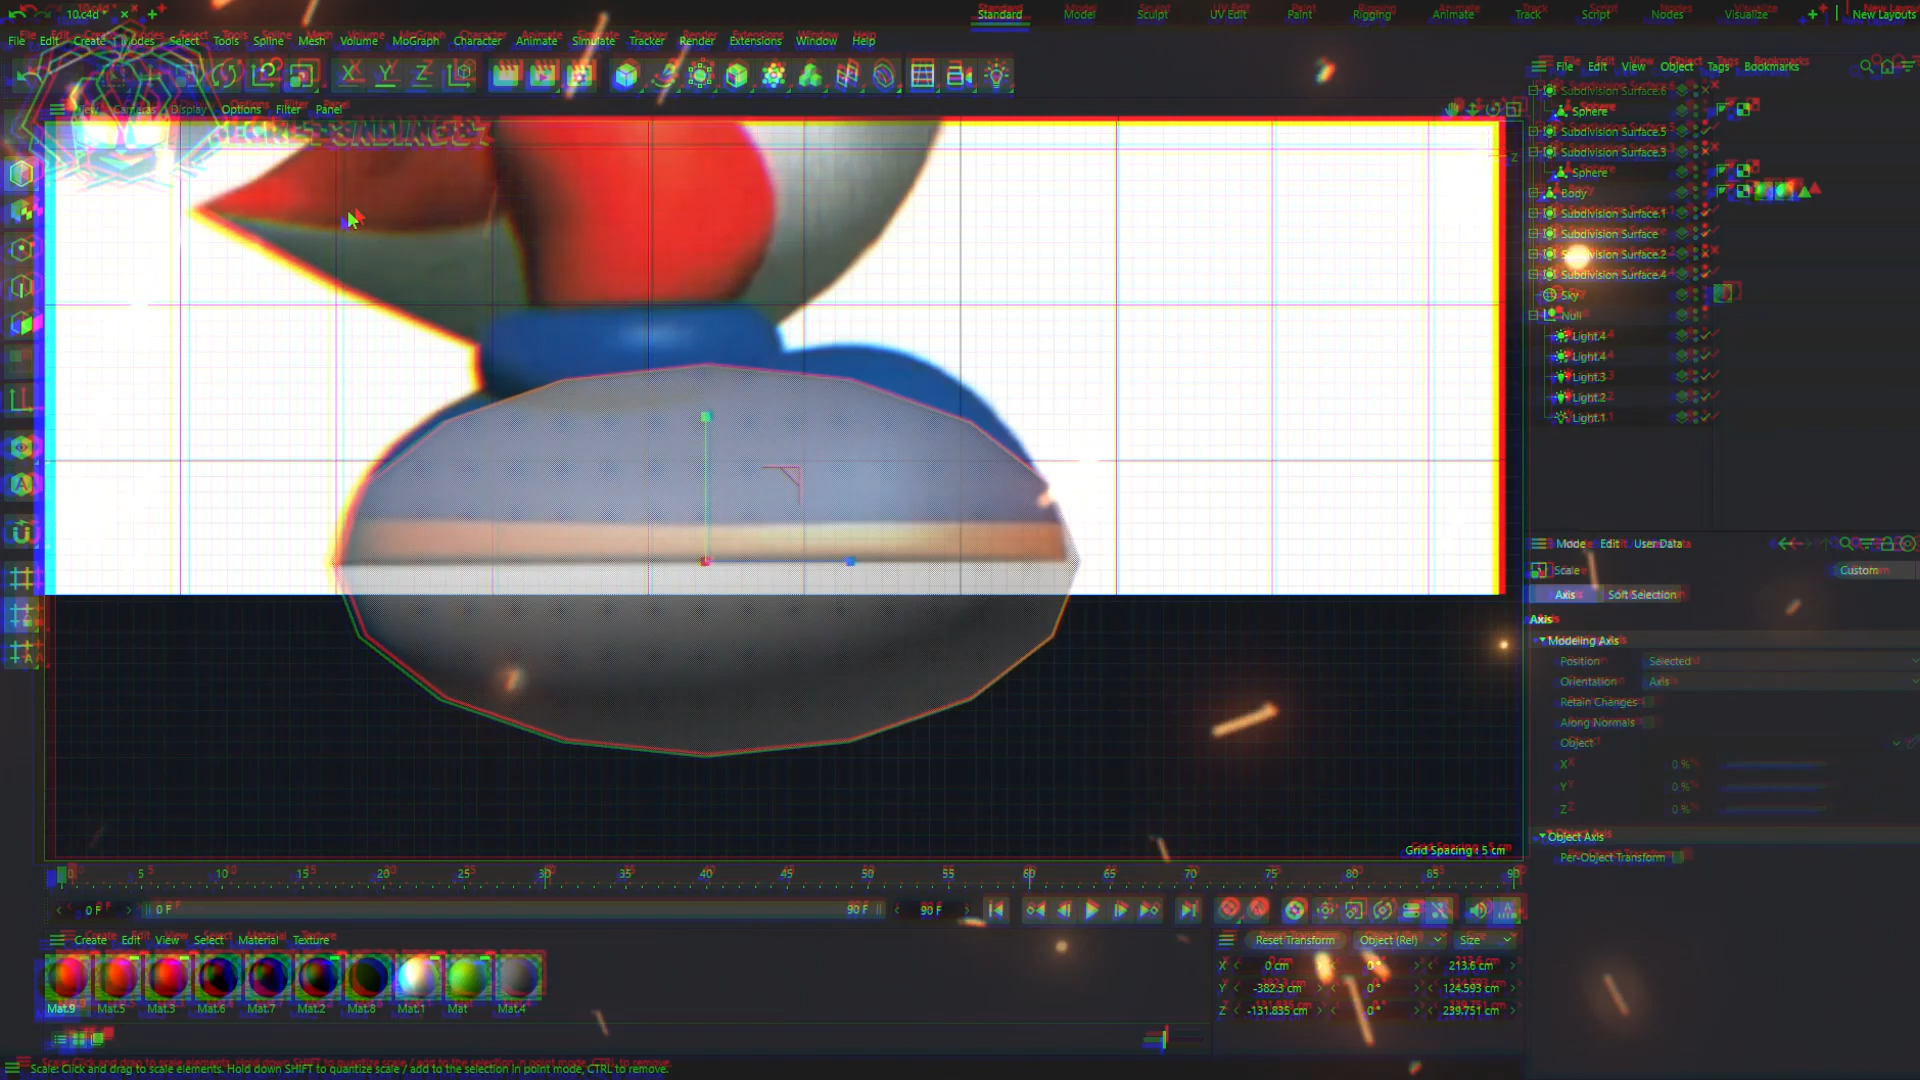 10.c4d *
Standard Model Sculpt UV Edit Paint Rigging Animate Track Script Nodes Visualize New Layouts
File Edit Create Modes Select Tools Spline Mesh Volume MoGraph Character Animate Simulate Tracker Render Extensions Window Help
X Y Z
View Cameras Display Options Filter Panel
File Edit View Object Tags Bookmarks
Subdivision Surface.6
Sphere
Subdivision Surface.5
Subdivision Surface.3
Sphere
Body
Subdivision Surface.1
Subdivision Surface
Subdivision Surface.2
Subdivision Surface.4
Sky
Null
Light.4
Light.4
Light.3
Light.2
Light.1
Z
Mode Edit User Data
Scale
Custom
Axis Soft Selection
Axis
Modeling Axis
Position Selected
Orientation Axis
Retain Changes
Along Normals
Object
X 0 %
Y 0 %
Z 0 %
Object Axis
Per-Object Transform
Grid Spacing : 5 cm
0 5 10 15 20 25 30 35 40 45 50 55 60 65 70 75 80 85 90
0 F 0 F 90 F 90 F
Create Edit View Select Material Texture
Mat.9 Mat.5 Mat.3 Mat.6 Mat.7 Mat.2 Mat.8 Mat.1 Mat Mat.4
Reset Transform Object (Rel) Size
X 0 cm 0 ° 213.6 cm
Y -382.3 cm 0 ° 124.593 cm
Z -131.835 cm 0 ° 239.751 cm
Scale: Click and drag to scale elements. Hold down SHIFT to quantize scale / add to the selection in point mode, CTRL to remove.